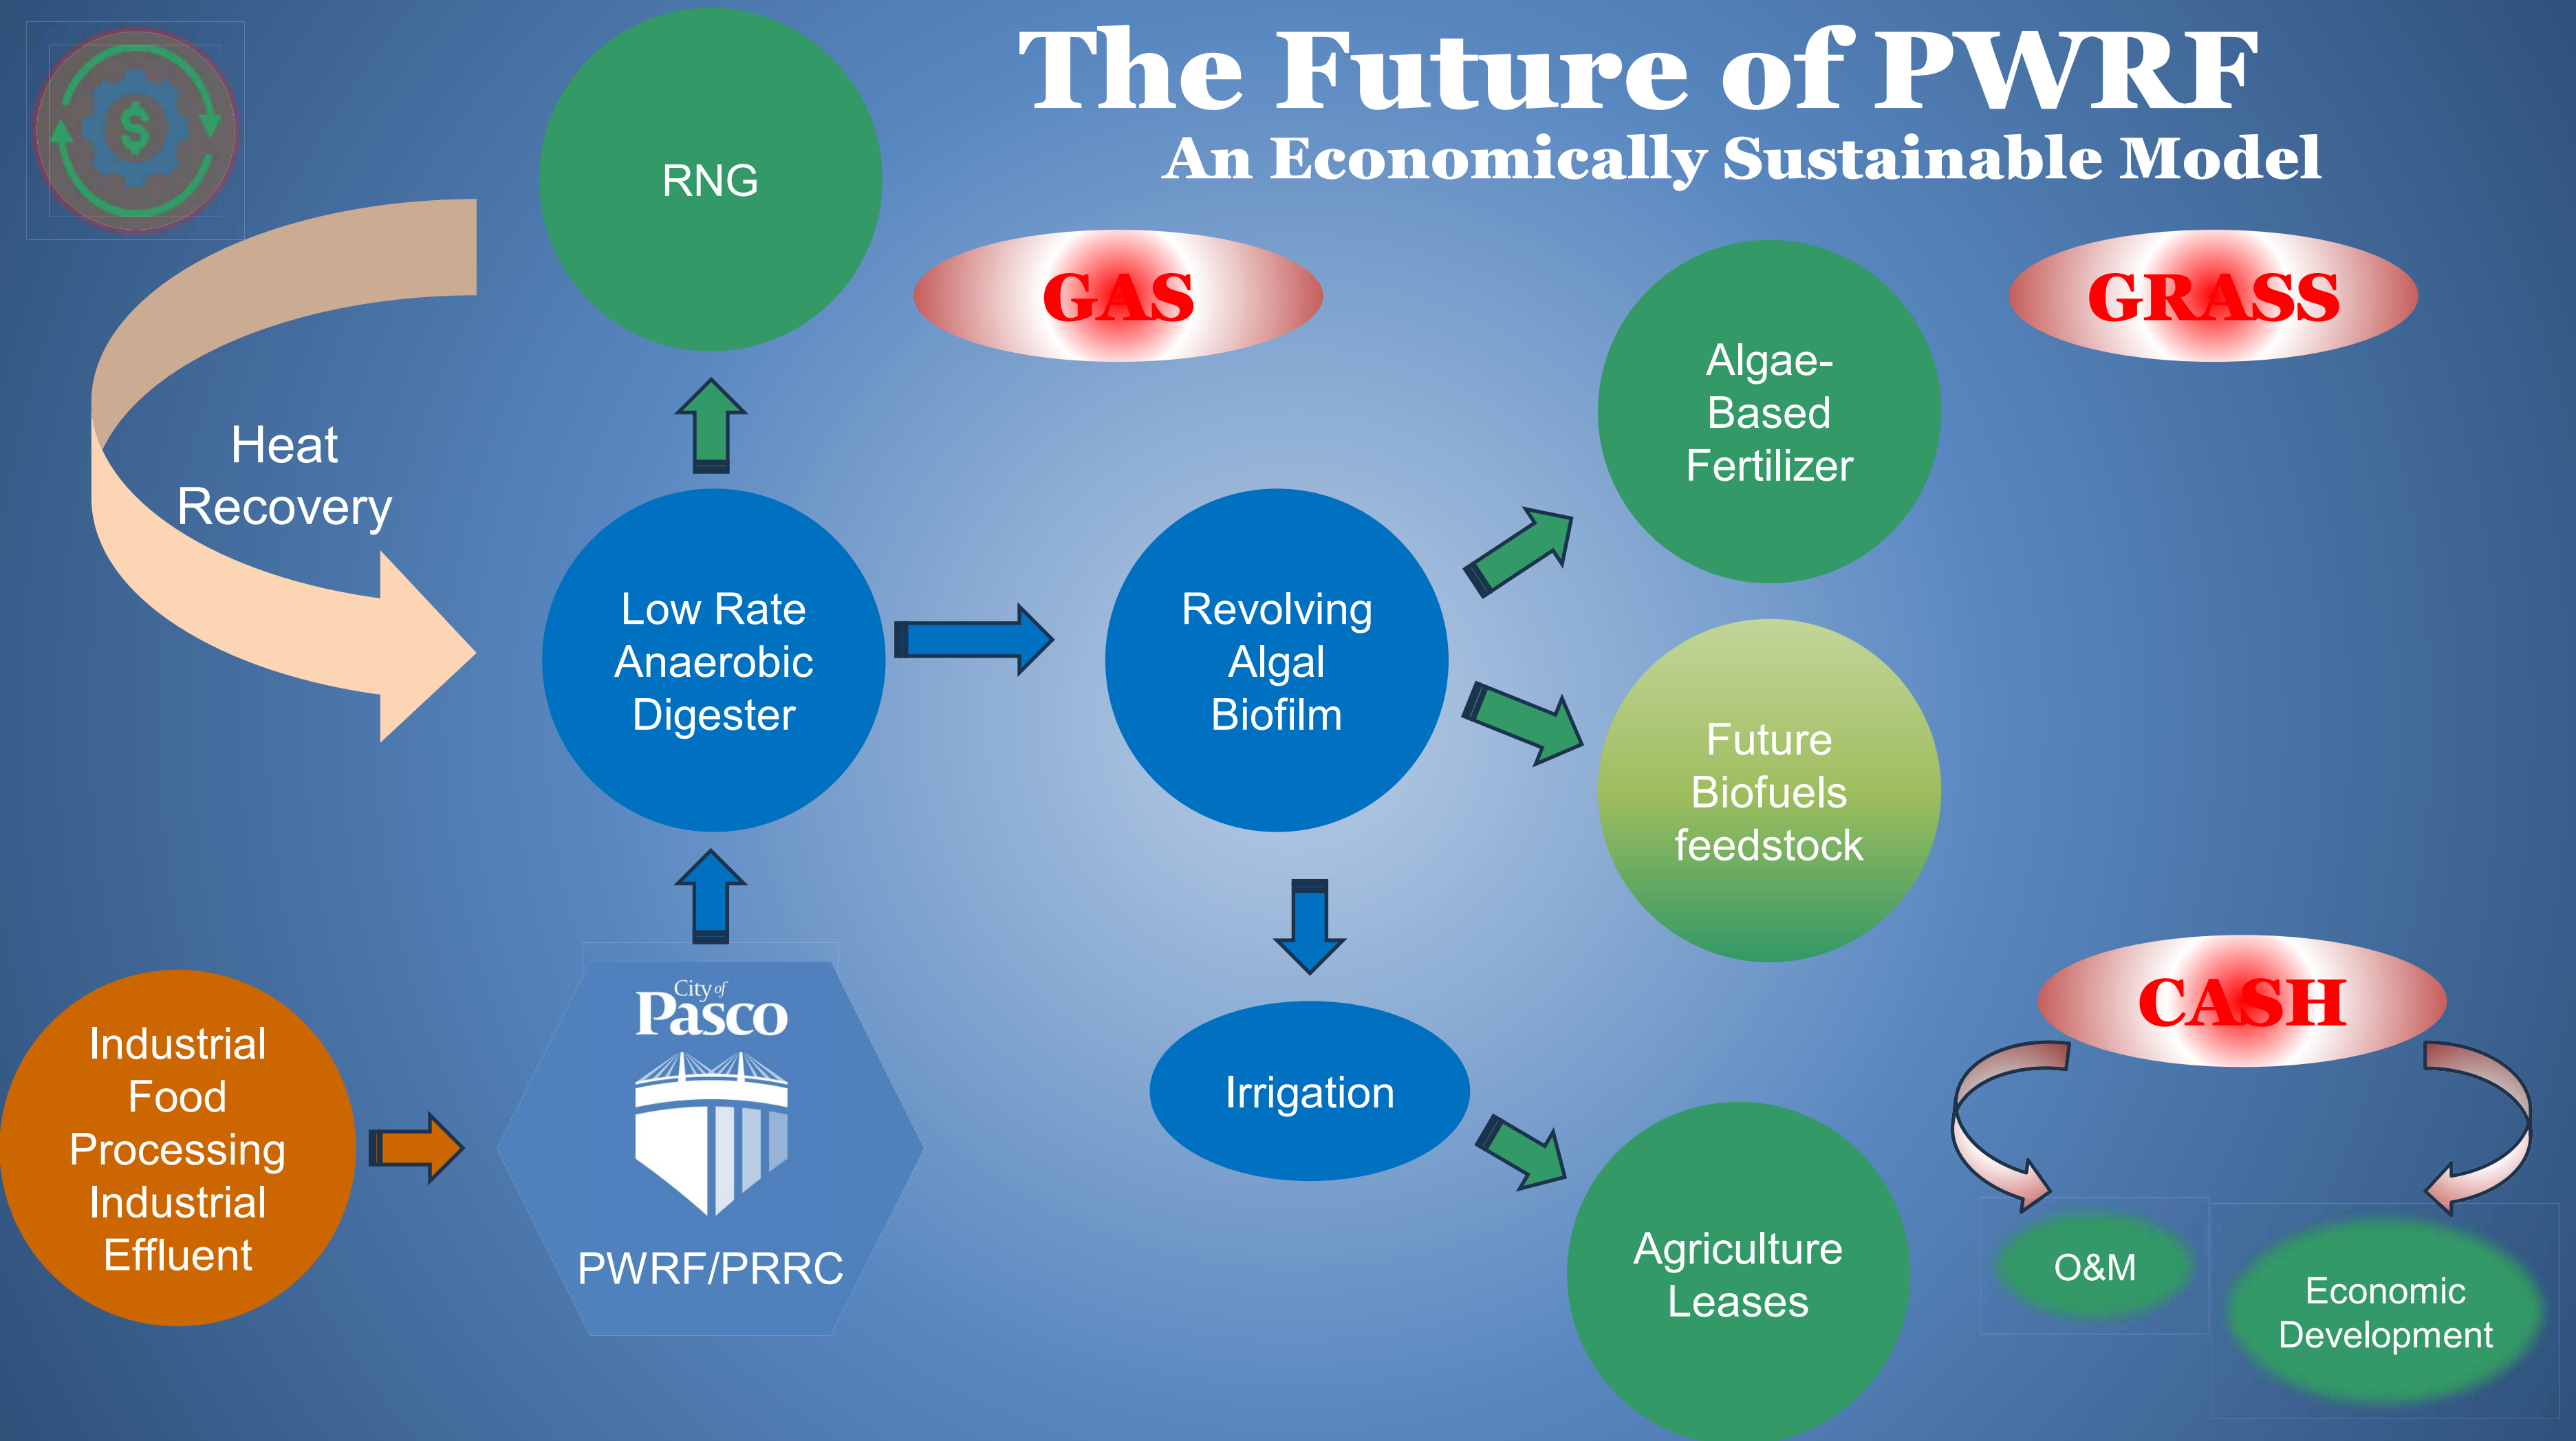 The Future of PWRF
An Economically Sustainable Model
RNG
GAS
GRASS
Algae-
Based
Fertilizer
Heat
Recovery
Low Rate
Anaerobic
Digester
Revolving
Algal
Biofilm
Future
Biofuels
feedstock
CASH
Industrial
Food
Processing
Industrial
Effluent
City of
Pasco
PWRF/PRRC
Irrigation
Agriculture
Leases
O&M
Economic
Development
$